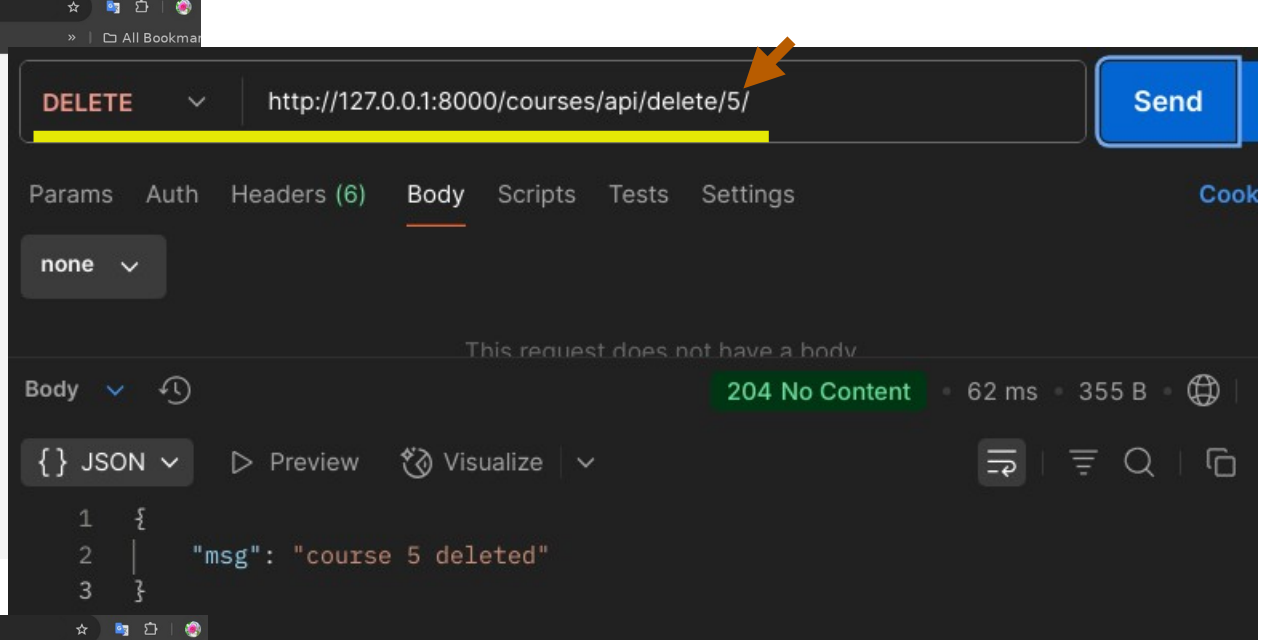 » All Bookmar
DELETE http://127.0.0.1:8000/courses/api/delete/5/ Send
Params Auth Headers (6) Body Scripts Tests Settings Cook
none
This request does not have a body
Body 204 No Content • 62 ms • 355 B •
{} JSON Preview Visualize
1 {
2 "msg": "course 5 deleted"
3 }